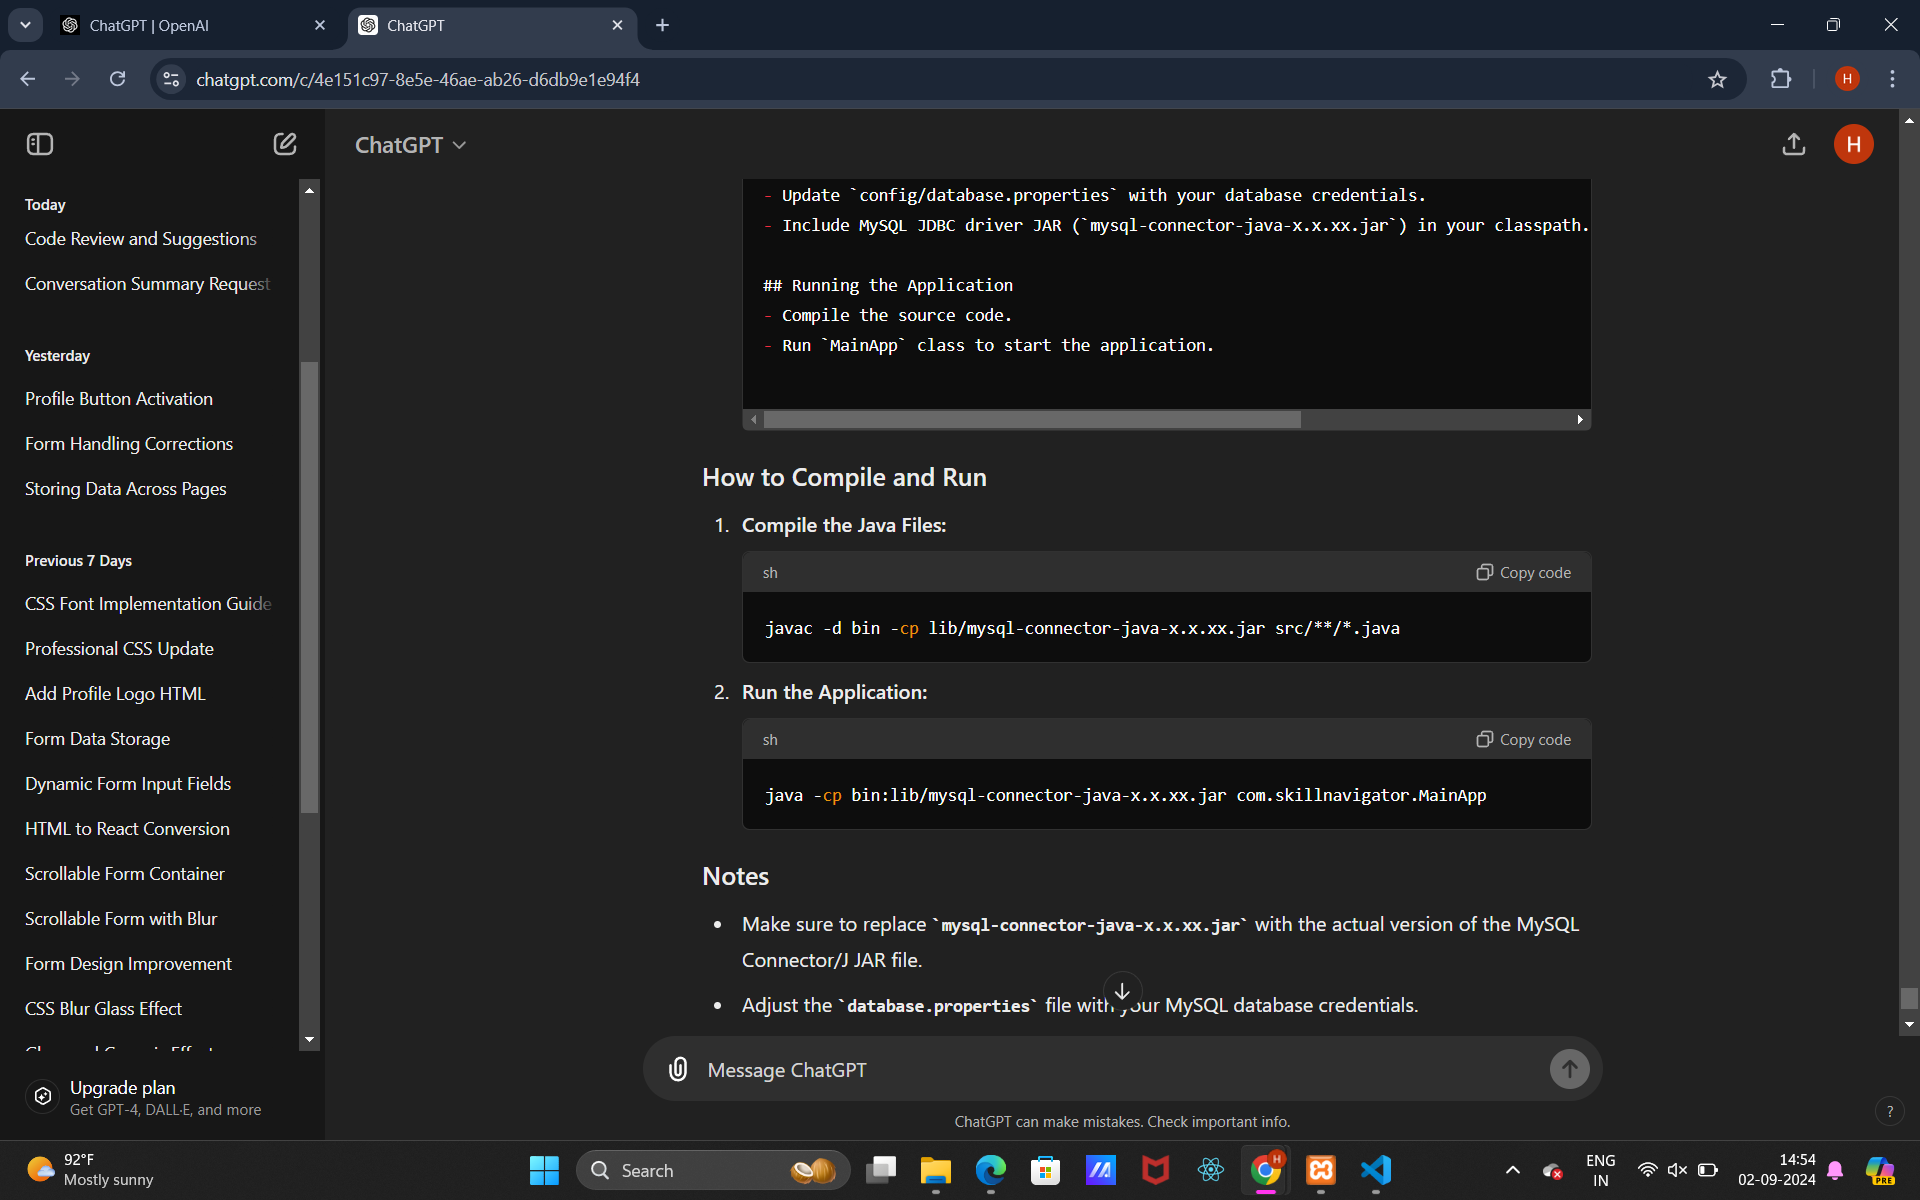 ChatGPT | OpenAI
ChatGPT
chatgpt.com/c/4e151c97-8e5e-46ae-ab26-d6db9e1e94f4
H
ChatGPT
H
Today
Code Review and Suggestions
Conversation Summary Request
Yesterday
Profile Button Activation
Form Handling Corrections
Storing Data Across Pages
Previous 7 Days
CSS Font Implementation Guide
Professional CSS Update
Add Profile Logo HTML
Form Data Storage
Dynamic Form Input Fields
HTML to React Conversion
Scrollable Form Container
Scrollable Form with Blur
Form Design Improvement
CSS Blur Glass Effect
Upgrade plan
Get GPT-4, DALL·E, and more
- Update `config/database.properties` with your database credentials.
- Include MySQL JDBC driver JAR (`mysql-connector-java-x.x.xx.jar`) in your classpath.
## Running the Application
- Compile the source code.
- Run `MainApp` class to start the application.
How to Compile and Run
1. Compile the Java Files:
sh
Copy code
javac -d bin -cp lib/mysql-connector-java-x.x.xx.jar src/**/*.java
2. Run the Application:
sh
Copy code
java -cp bin:lib/mysql-connector-java-x.x.xx.jar com.skillnavigator.MainApp
Notes
• Make sure to replace `mysql-connector-java-x.x.xx.jar` with the actual version of the MySQL
Connector/J JAR file.
• Adjust the `database.properties` file with your MySQL database credentials.
Message ChatGPT
ChatGPT can make mistakes. Check important info.
?
92°F
Mostly sunny
Search
H
ENG
IN
14:54
02-09-2024
PRE